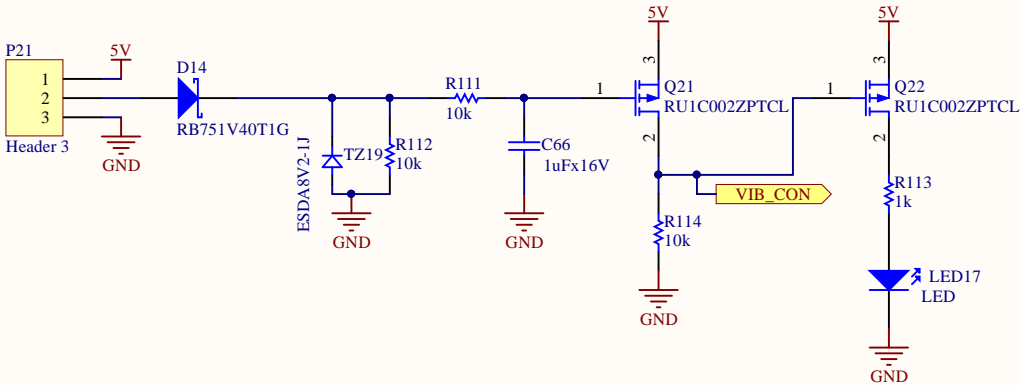 P21
1
2
3
Header 3
5V
GND
D14
RB751V40T1G
ESDA8V2-1J
TZ19
R112
10k
GND
R111
10k
C66
1uFx16V
GND
5V
3
1
Q21
RU1C002ZPTCL
2
VIB_CON
R114
10k
GND
5V
3
1
Q22
RU1C002ZPTCL
2
R113
1k
LED17
LED
GND